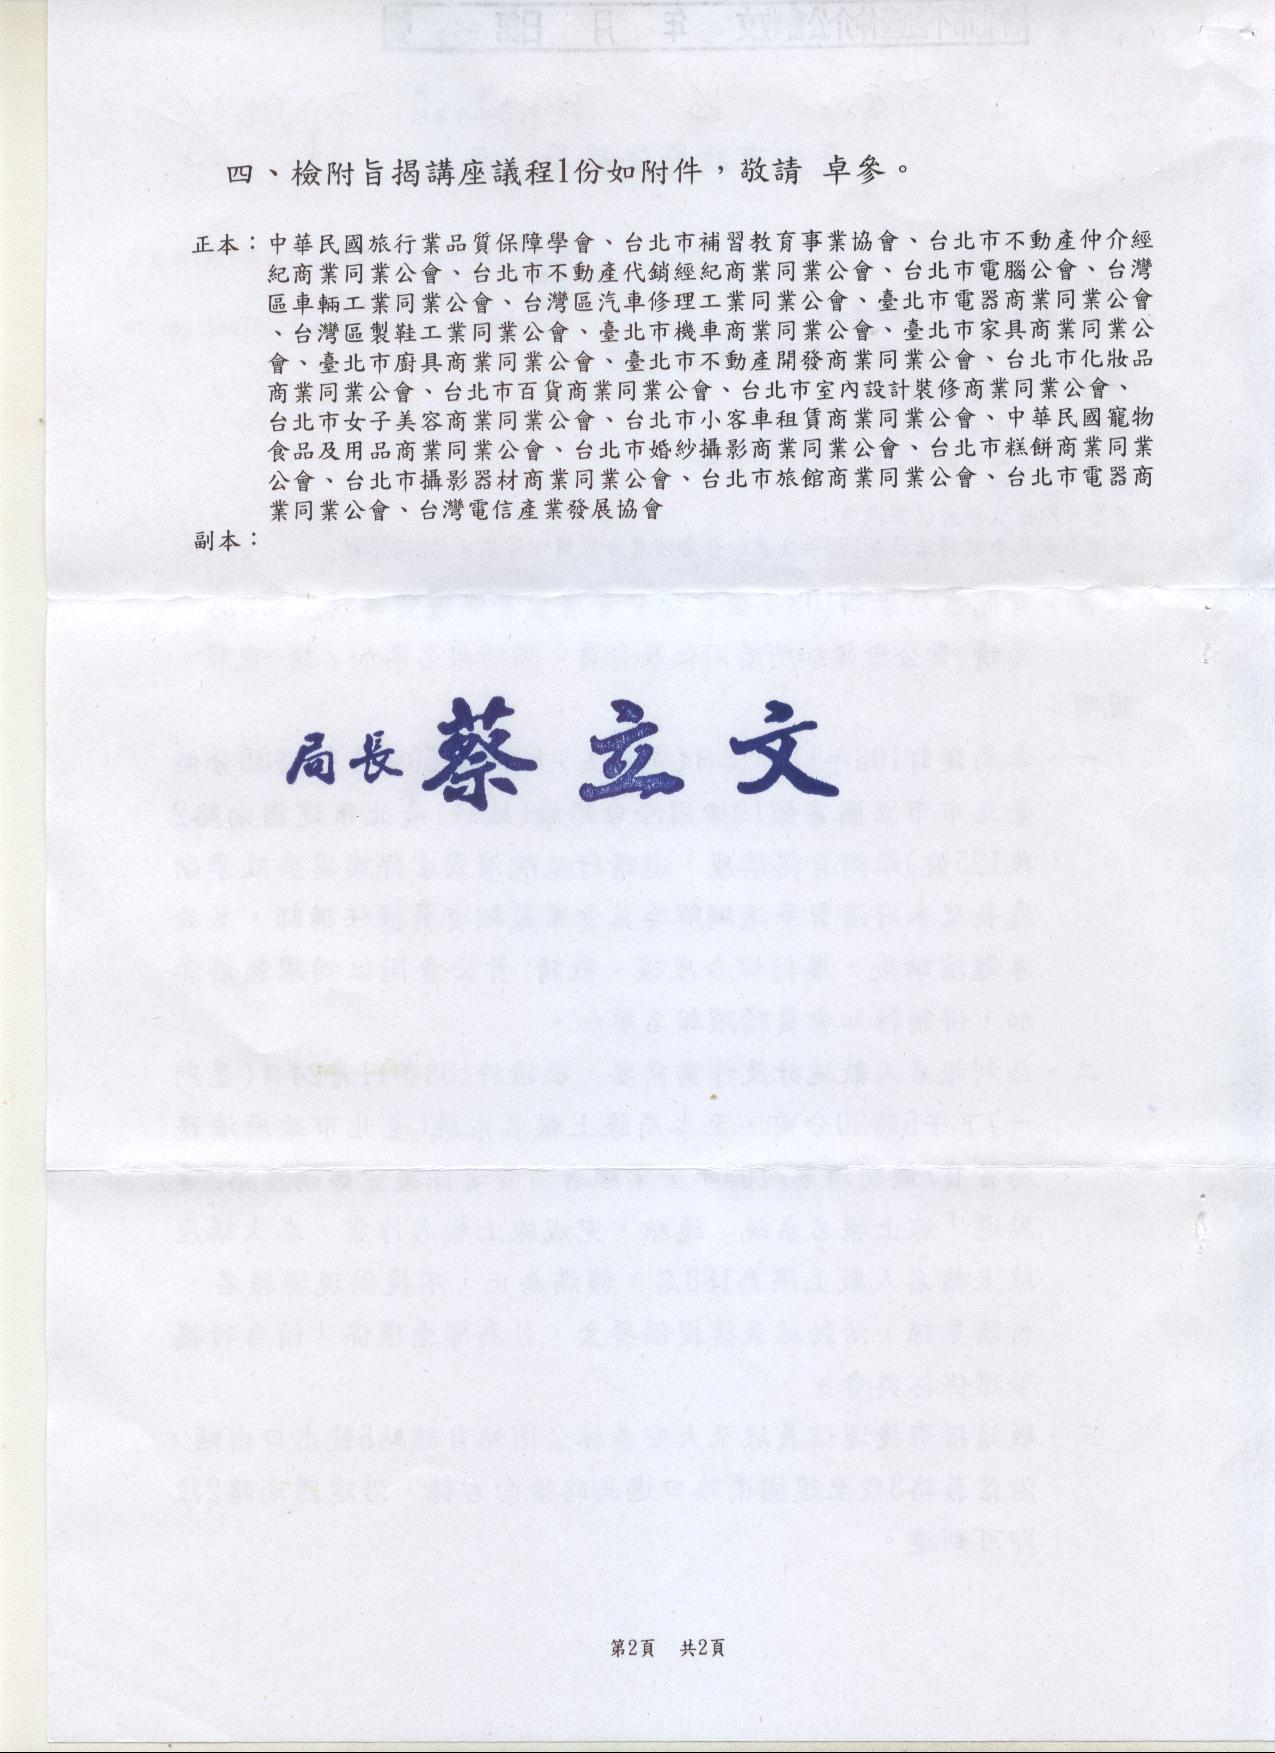 四、檢附旨揭講座議程1份如附件，敬請 卓參。
正本：中華民國旅行業品質保障學會、台北市補習教育事業協會、台北市不動產仲介經
紀商業同業公會、台北市不動產代銷經紀商業同業公會、台北市電腦公會、台灣
區車輛工業同業公會、台灣區汽車修理工業同業公會、臺北市電器商業同業公會
、台灣區製鞋工業同業公會、臺北市機車商業同業公會、臺北市家具商業同業公
會、臺北市廚具商業同業公會、臺北市不動產開發商業同業公會、台北市化妝品
商業同業公會、台北市百貨商業同業公會、台北市室內設計裝修商業同業公會、
台北市女子美容商業同業公會、台北市小客車租賃商業同業公會、中華民國寵物
食品及用品商業同業公會、台北市婚紗攝影商業同業公會、台北市糕餅商業同業
公會、台北市攝影器材商業同業公會、台北市旅館商業同業公會、台北市電器商
業同業公會、台灣電信產業發展協會
副本：
局長 蔡立文
第2頁 共2頁